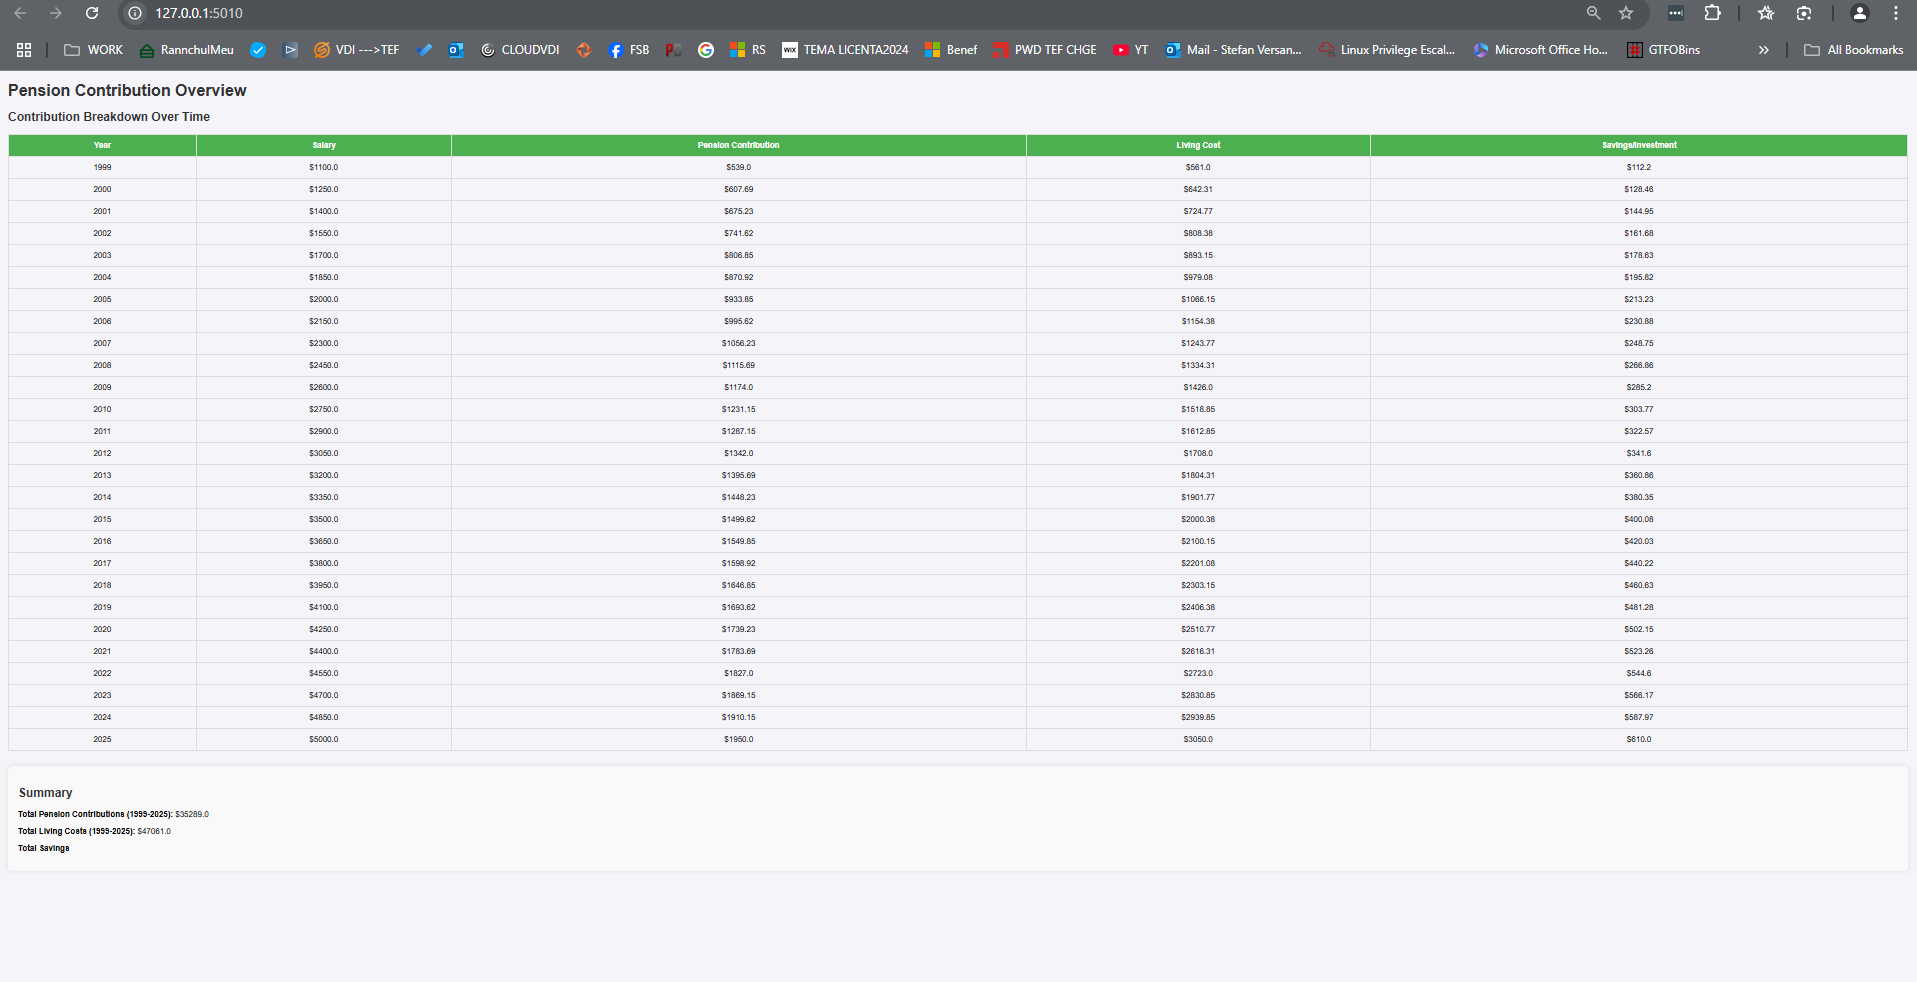 127.0.0.1:5010
WORK RannchulMeu VDI --->TEF CLOUDVDI FSB RS TEMA LICENTA2024 Benef PWD TEF CHGE YT Mail - Stefan Versan... Linux Privilege Escal... Microsoft Office Ho... GTFOBins » All Bookmarks
Pension Contribution Overview
Contribution Breakdown Over Time
Year Salary Pension Contribution Living Cost Savings/Investment
1999 $1100.0 $539.0 $561.0 $112.2
2000 $1250.0 $607.69 $642.31 $128.46
2001 $1400.0 $675.23 $724.77 $144.95
2002 $1550.0 $741.62 $808.38 $161.68
2003 $1700.0 $806.85 $893.15 $178.63
2004 $1850.0 $870.92 $979.08 $195.82
2005 $2000.0 $933.85 $1066.15 $213.23
2006 $2150.0 $995.62 $1154.38 $230.88
2007 $2300.0 $1056.23 $1243.77 $248.75
2008 $2450.0 $1115.69 $1334.31 $266.86
2009 $2600.0 $1174.0 $1426.0 $285.2
2010 $2750.0 $1231.15 $1518.85 $303.77
2011 $2900.0 $1287.15 $1612.85 $322.57
2012 $3050.0 $1342.0 $1708.0 $341.6
2013 $3200.0 $1395.69 $1804.31 $360.86
2014 $3350.0 $1448.23 $1901.77 $380.35
2015 $3500.0 $1499.62 $2000.38 $400.08
2016 $3650.0 $1549.85 $2100.15 $420.03
2017 $3800.0 $1598.92 $2201.08 $440.22
2018 $3950.0 $1646.85 $2303.15 $460.63
2019 $4100.0 $1693.62 $2406.38 $481.28
2020 $4250.0 $1739.23 $2510.77 $502.15
2021 $4400.0 $1783.69 $2616.31 $523.26
2022 $4550.0 $1827.0 $2723.0 $544.6
2023 $4700.0 $1869.15 $2830.85 $566.17
2024 $4850.0 $1910.15 $2939.85 $587.97
2025 $5000.0 $1950.0 $3050.0 $610.0
Summary
Total Pension Contributions (1999-2025): $35289.0
Total Living Costs (1999-2025): $47061.0
Total Savings